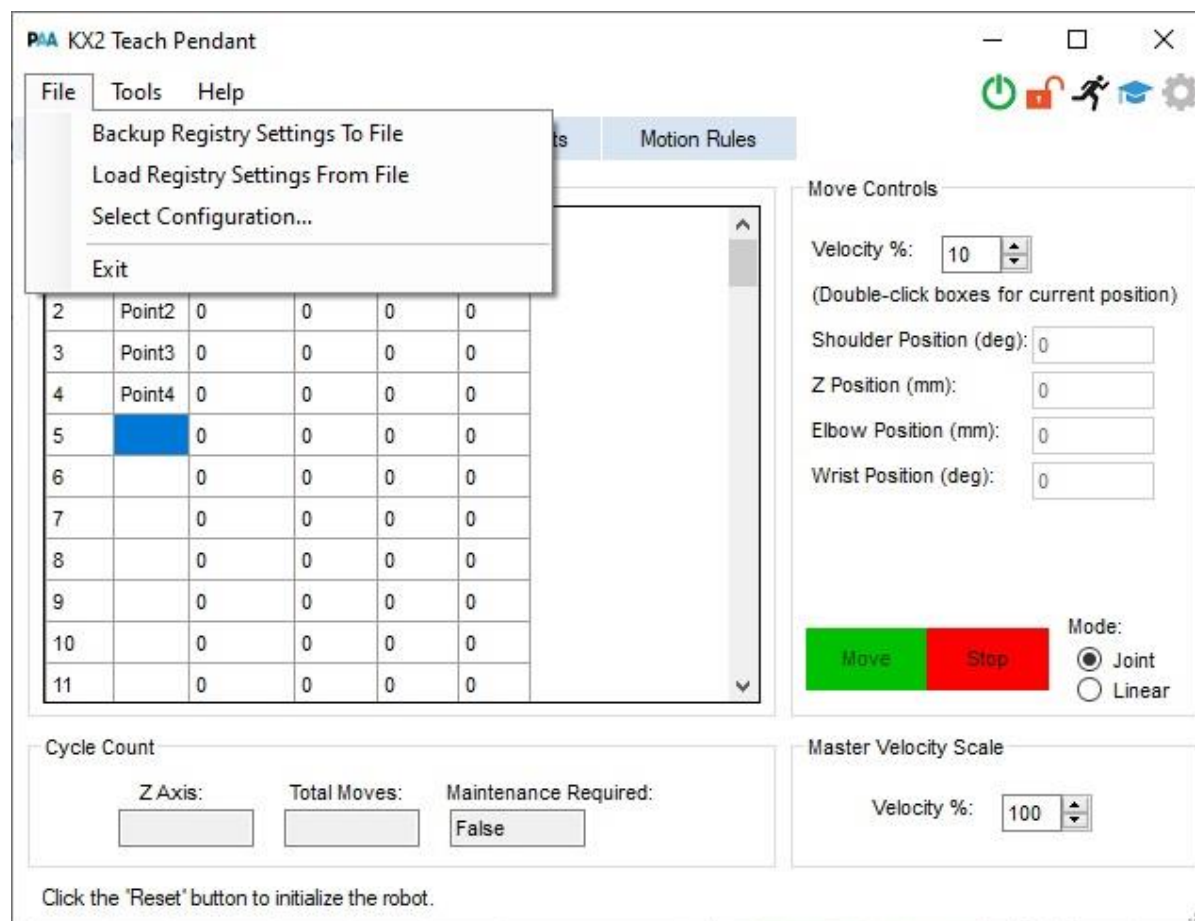 PAA KX2 Teach Pendant
File Tools Help
Backup Registry Settings To File
Load Registry Settings From File
Select Configuration...
Exit
ts Motion Rules
2 Point2 0 0 0 0
3 Point3 0 0 0 0
4 Point4 0 0 0 0
5 0 0 0 0
6 0 0 0 0
7 0 0 0 0
8 0 0 0 0
9 0 0 0 0
10 0 0 0 0
11 0 0 0 0
Move Controls
Velocity %: 10
(Double-click boxes for current position)
Shoulder Position (deg): 0
Z Position (mm): 0
Elbow Position (mm): 0
Wrist Position (deg): 0
Move Stop
Mode:
Joint
Linear
Cycle Count
Z Axis: Total Moves: Maintenance Required:
False
Master Velocity Scale
Velocity %: 100
Click the "Reset" button to initialize the robot.